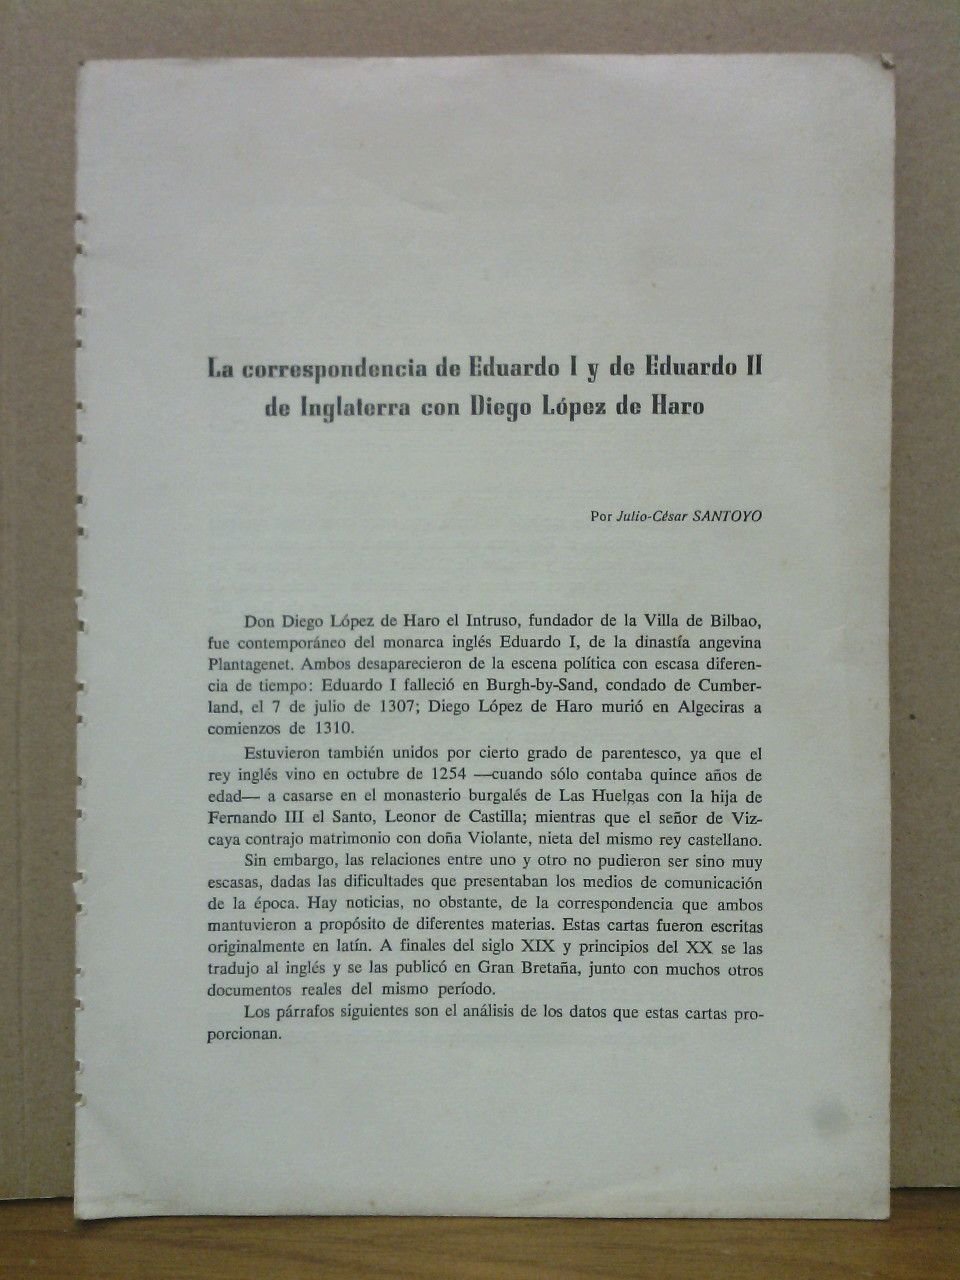 La correspondencia de Eduardo I y de Eduardo II
de Inglaterra con Diego López de Haro
Por Julio-César SANTOYO
Don Diego López de Haro el Intruso, fundador de la Villa de Bilbao,
fue contemporáneo del monarca inglés Eduardo I, de la dinastía angevina
Plantagenet. Ambos desaparecieron de la escena política con escasa diferen-
cia de tiempo: Eduardo I falleció en Burgh-by-Sand, condado de Cumber-
land, el 7 de julio de 1307; Diego López de Haro murió en Algeciras a
comienzos de 1310.
Estuvieron también unidos por cierto grado de parentesco, ya que el
rey inglés vino en octubre de 1254 —cuando sólo contaba quince años de
edad— a casarse en el monasterio burgalés de Las Huelgas con la hija de
Fernando III el Santo, Leonor de Castilla; mientras que el señor de Viz-
caya contrajo matrimonio con doña Violante, nieta del mismo rey castellano.
Sin embargo, las relaciones entre uno y otro no pudieron ser sino muy
escasas, dadas las dificultades que presentaban los medios de comunicación
de la época. Hay noticias, no obstante, de la correspondencia que ambos
mantuvieron a propósito de diferentes materias. Estas cartas fueron escritas
originalmente en latín. A finales del siglo XIX y principios del XX se las
tradujo al inglés y se las publicó en Gran Bretaña, junto con muchos otros
documentos reales del mismo período.
Los párrafos siguientes son el análisis de los datos que estas cartas pro-
porcionan.